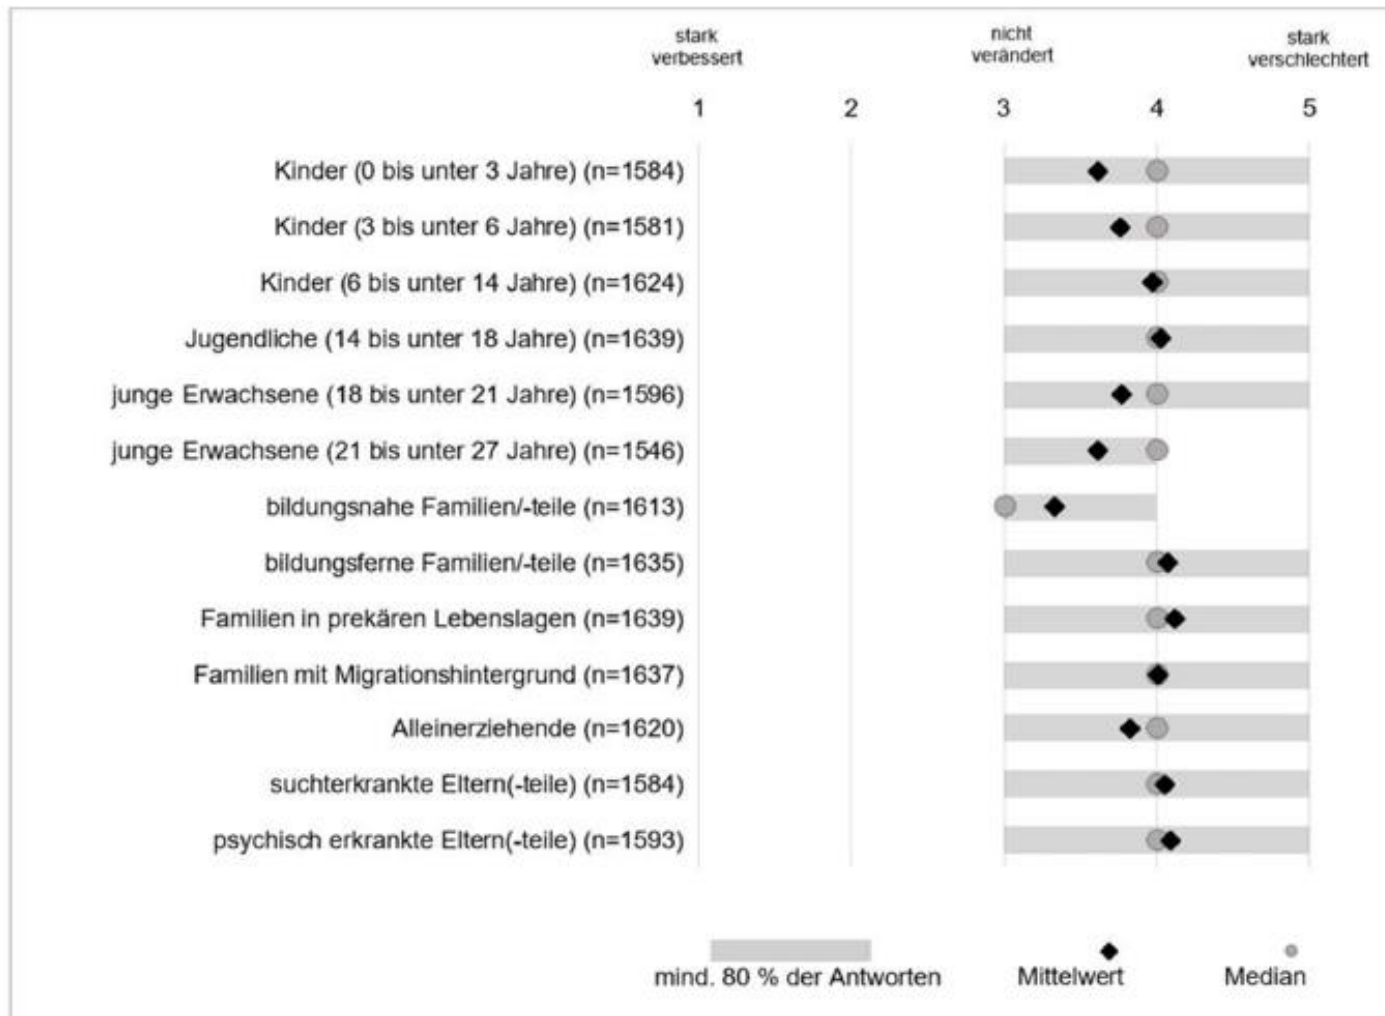 stark
verbessert
nicht
verändert
stark
verschlechtert
1 2 3 4 5
Kinder (0 bis unter 3 Jahre) (n=1584)
Kinder (3 bis unter 6 Jahre) (n=1581)
Kinder (6 bis unter 14 Jahre) (n=1624)
Jugendliche (14 bis unter 18 Jahre) (n=1639)
junge Erwachsene (18 bis unter 21 Jahre) (n=1596)
junge Erwachsene (21 bis unter 27 Jahre) (n=1546)
bildungsnahe Familien/-teile (n=1613)
bildungsferne Familien/-teile (n=1635)
Familien in prekären Lebenslagen (n=1639)
Familien mit Migrationshintergrund (n=1637)
Alleinerziehende (n=1620)
suchterkrankte Eltern(-teile) (n=1584)
psychisch erkrankte Eltern(-teile) (n=1593)
mind. 80 % der Antworten Mittelwert Median